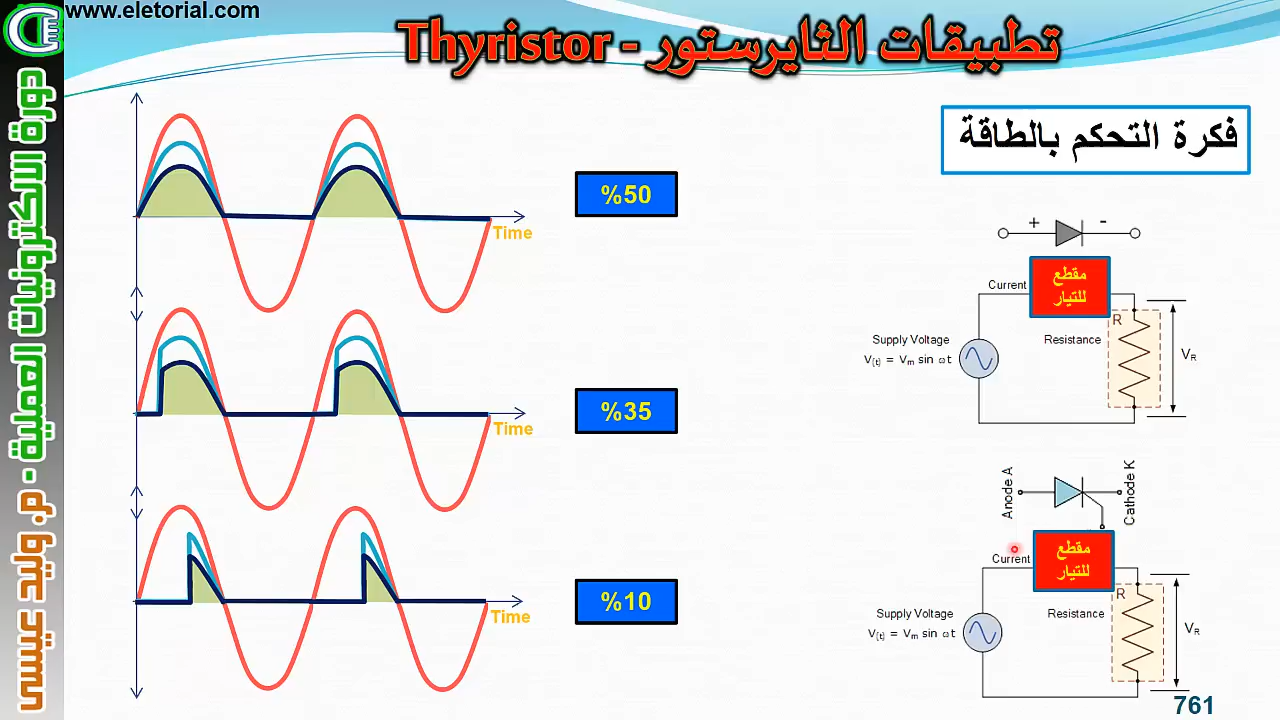 www.eletorial.com
تطبيقات الثايرستور - Thyristor
دورة الالكترونيات العملية - م. وليد عيسى
فكرة التحكم بالطاقة
%50
Time
+ -
مقطع
للتيار
Current
R
Supply Voltage
V(t) = Vm sin ωt
Resistance
VR
%35
Time
Anode A
Cathode K
مقطع
للتيار
Current
R
Supply Voltage
V(t) = Vm sin ωt
Resistance
VR
%10
Time
761